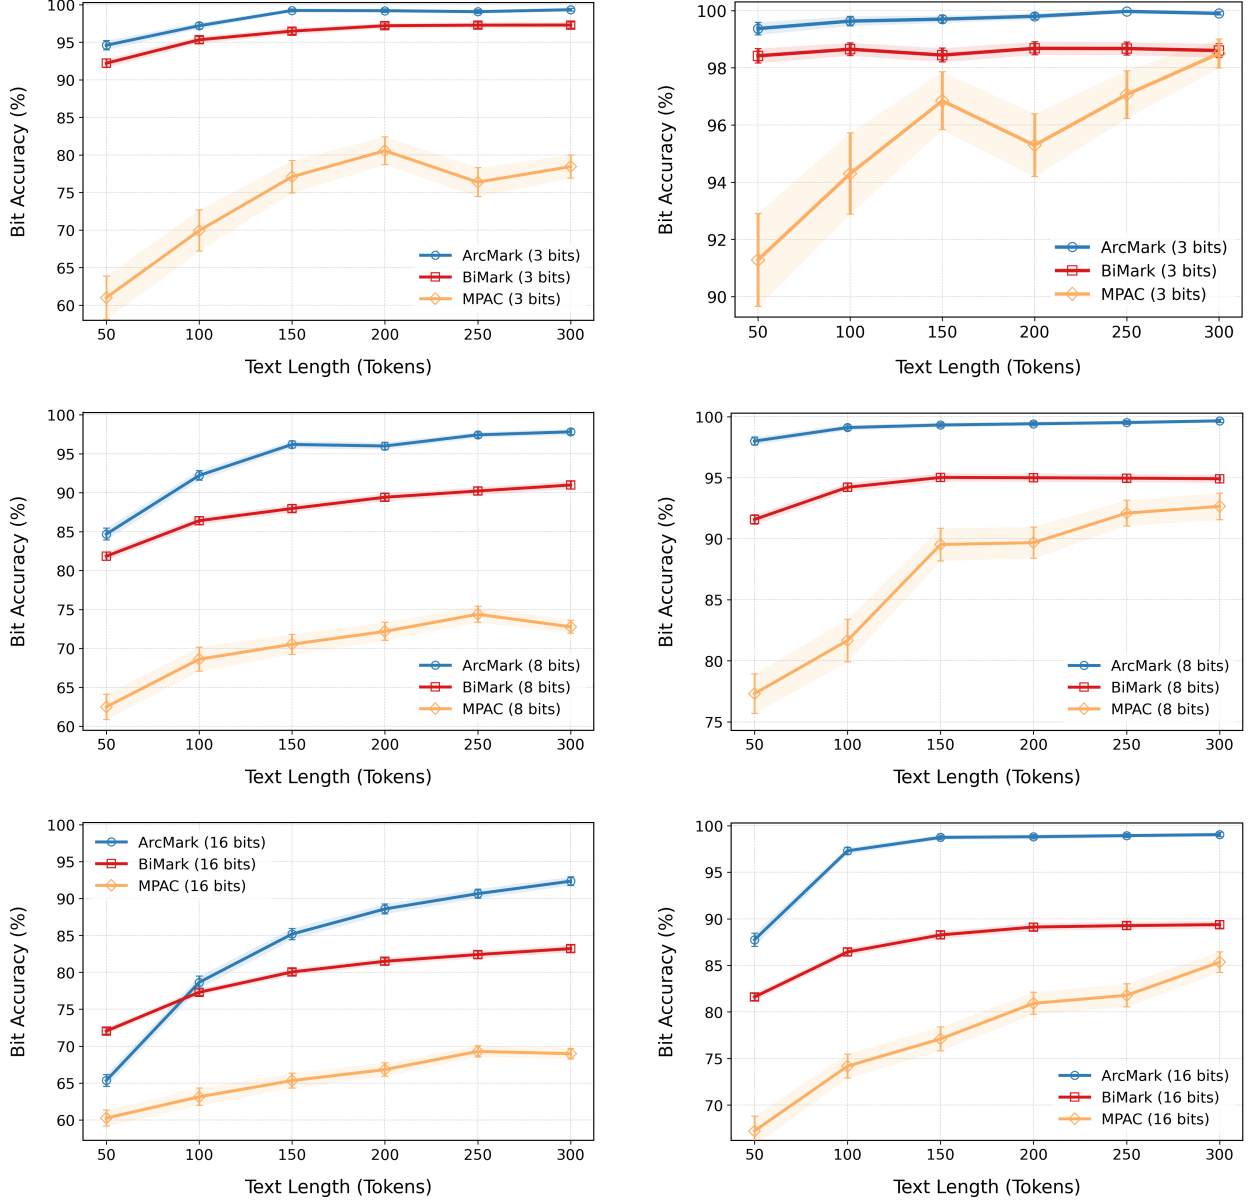 100
95
90
85
80
75
70
65
60
50 100 150 200 250 300
Bit Accuracy (%)
Text Length (Tokens)
ArcMark (3 bits)
BiMark (3 bits)
MPAC (3 bits)
100
98
96
94
92
90
50 100 150 200 250 300
Bit Accuracy (%)
Text Length (Tokens)
ArcMark (3 bits)
BiMark (3 bits)
MPAC (3 bits)
100
95
90
85
80
75
70
65
60
50 100 150 200 250 300
Bit Accuracy (%)
Text Length (Tokens)
ArcMark (8 bits)
BiMark (8 bits)
MPAC (8 bits)
100
95
90
85
80
75
50 100 150 200 250 300
Bit Accuracy (%)
Text Length (Tokens)
ArcMark (8 bits)
BiMark (8 bits)
MPAC (8 bits)
100
95
90
85
80
75
70
65
60
50 100 150 200 250 300
Bit Accuracy (%)
Text Length (Tokens)
ArcMark (16 bits)
BiMark (16 bits)
MPAC (16 bits)
100
95
90
85
80
75
70
50 100 150 200 250 300
Bit Accuracy (%)
Text Length (Tokens)
ArcMark (16 bits)
BiMark (16 bits)
MPAC (16 bits)